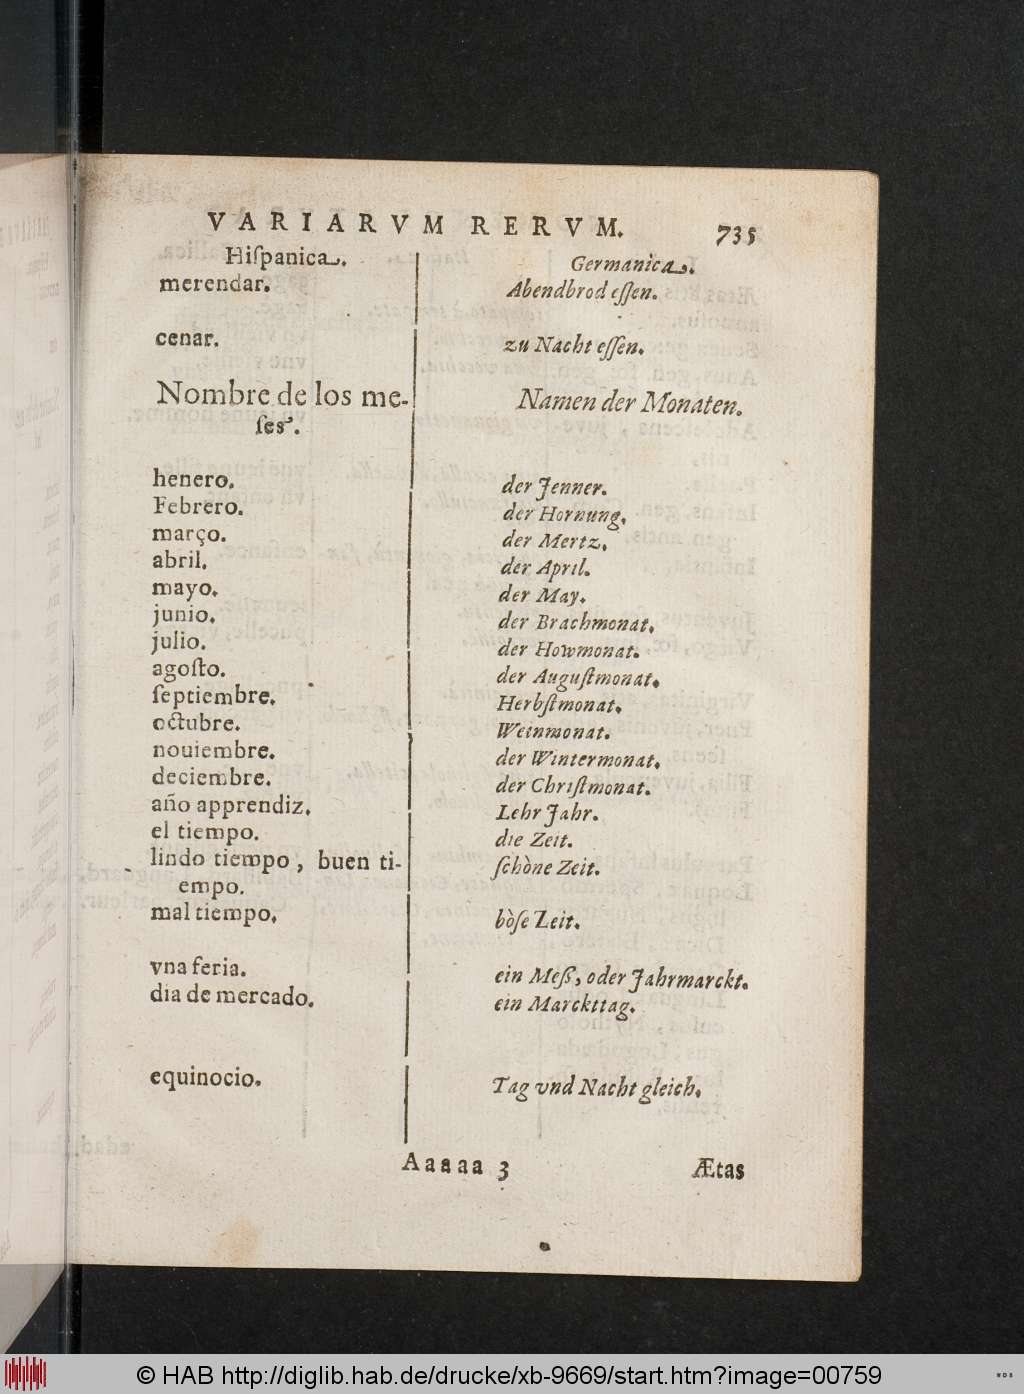 VARIARVM RERVM. 735
Hiſpanica. Germanica.
merendar. Abendbrod eſſen.
cenar. zu Nacht eſſen.
Nombre de los me- Namen der Monaten.
ſes.
henero. der Jenner.
Febrero. der Hornung.
março. der Mertz.
abril. der April.
mayo. der May.
junio. der Brachmonat.
julio. der Howmonat.
agoſto. der Auguſtmonat.
ſeptiembre. Herbſtmonat.
octubre. Weinmonat.
nouiembre. der Wintermonat.
deciembre. der Chriſtmonat.
año apprendiz. Lehr Jahr.
el tiempo. die Zeit.
lindo tiempo, buen ti- ſchòne Zeit.
empo.
mal tiempo. bòſe Zeit.
vna feria. ein Meß, oder Jahrmarckt.
dia de mercado. ein Marckttag.
equinocio. Tag vnd Nacht gleich.
Aaaaa 3 Ætas
© HAB http://diglib.hab.de/drucke/xb-9669/start.htm?image=00759